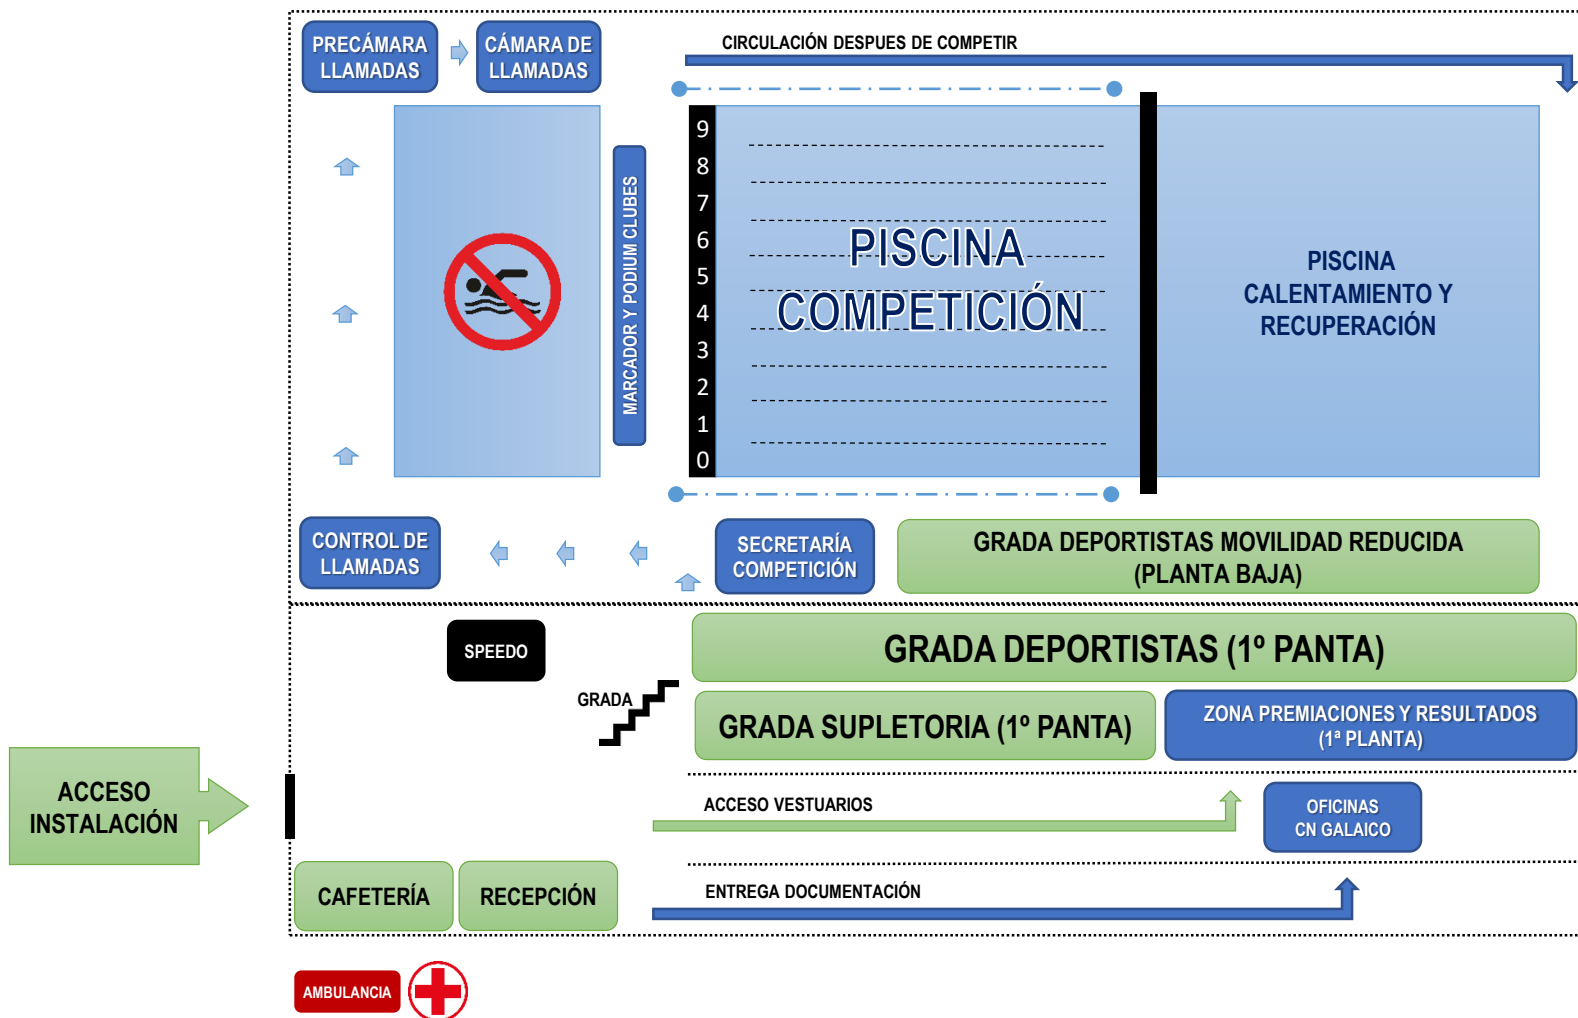 PRECÁMARA
LLAMADAS
CÁMARA DE
LLAMADAS
CIRCULACIÓN DESPUES DE COMPETIR
MARCADOR Y PODIUM CLUBES
9
8
7
6
5
4
3
2
1
0
PISCINA
COMPETICIÓN
PISCINA
CALENTAMIENTO Y
RECUPERACIÓN
CONTROL DE
LLAMADAS
SECRETARÍA
COMPETICIÓN
GRADA DEPORTISTAS MOVILIDAD REDUCIDA
(PLANTA BAJA)
SPEEDO
GRADA DEPORTISTAS (1º PANTA)
GRADA
GRADA SUPLETORIA (1º PANTA)
ZONA PREMIACIONES Y RESULTADOS
(1ª PLANTA)
ACCESO
INSTALACIÓN
ACCESO VESTUARIOS
OFICINAS
CN GALAICO
CAFETERÍA
RECEPCIÓN
ENTREGA DOCUMENTACIÓN
AMBULANCIA